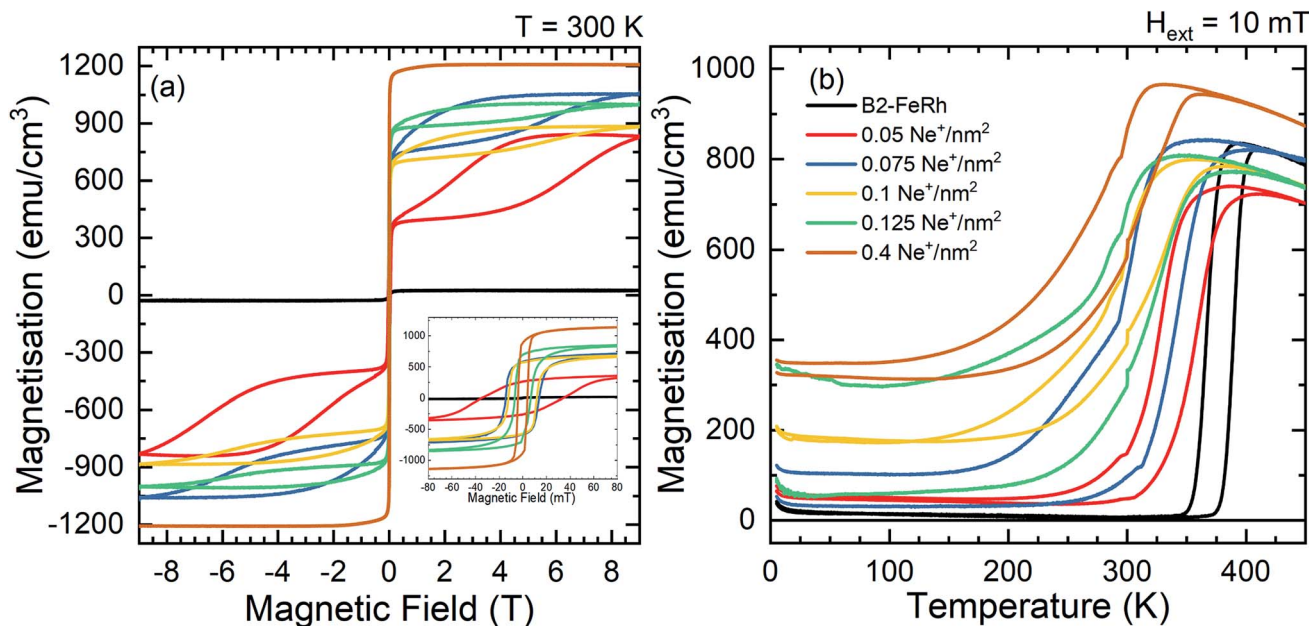 T = 300 K
(a)
Magnetisation (emu/cm³)
1200
900
600
300
0
-300
-600
-900
-1200
-8 -6 -4 -2 0 2 4 6 8
Magnetic Field (T)
1000
500
0
-500
-1000
-80 -60 -40 -20 0 20 40 60 80
Magnetic Field (mT)
H_ext = 10 mT
(b)
Magnetisation (emu/cm³)
1000
800
600
400
200
0
B2-FeRh
0.05 Ne⁺/nm²
0.075 Ne⁺/nm²
0.1 Ne⁺/nm²
0.125 Ne⁺/nm²
0.4 Ne⁺/nm²
0 100 200 300 400
Temperature (K)